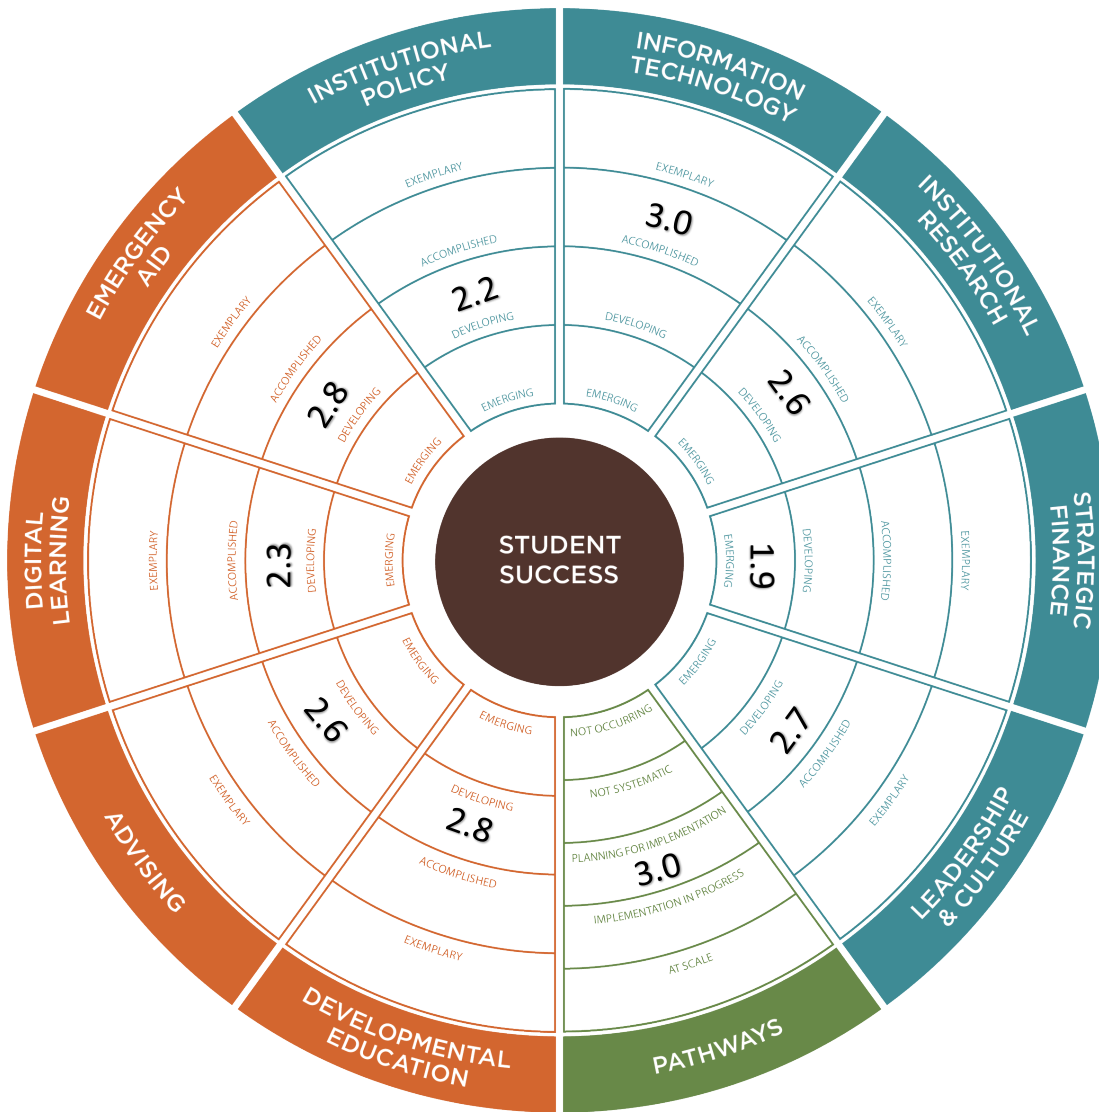 INSTITUTIONAL
POLICY
EXEMPLARY
ACCOMPLISHED
2.2
DEVELOPING
EMERGING
INFORMATION
TECHNOLOGY
EXEMPLARY
3.0
ACCOMPLISHED
DEVELOPING
EMERGING
INSTITUTIONAL
RESEARCH
EXEMPLARY
ACCOMPLISHED
2.6
DEVELOPING
EMERGING
STRATEGIC
FINANCE
EXEMPLARY
ACCOMPLISHED
DEVELOPING
1.9
EMERGING
LEADERSHIP
& CULTURE
EXEMPLARY
ACCOMPLISHED
2.7
DEVELOPING
EMERGING
NOT OCCURRING
NOT SYSTEMATIC
PLANNING FOR IMPLEMENTATION
3.0
IMPLEMENTATION IN PROGRESS
AT SCALE
PATHWAYS
EMERGING
DEVELOPING
2.8
ACCOMPLISHED
EXEMPLARY
DEVELOPMENTAL
EDUCATION
EMERGING
DEVELOPING
2.6
ACCOMPLISHED
EXEMPLARY
ADVISING
DIGITAL
LEARNING
EXEMPLARY
ACCOMPLISHED
2.3
DEVELOPING
EMERGING
EMERGENCY
AID
EXEMPLARY
ACCOMPLISHED
2.8
DEVELOPING
EMERGING
STUDENT
SUCCESS